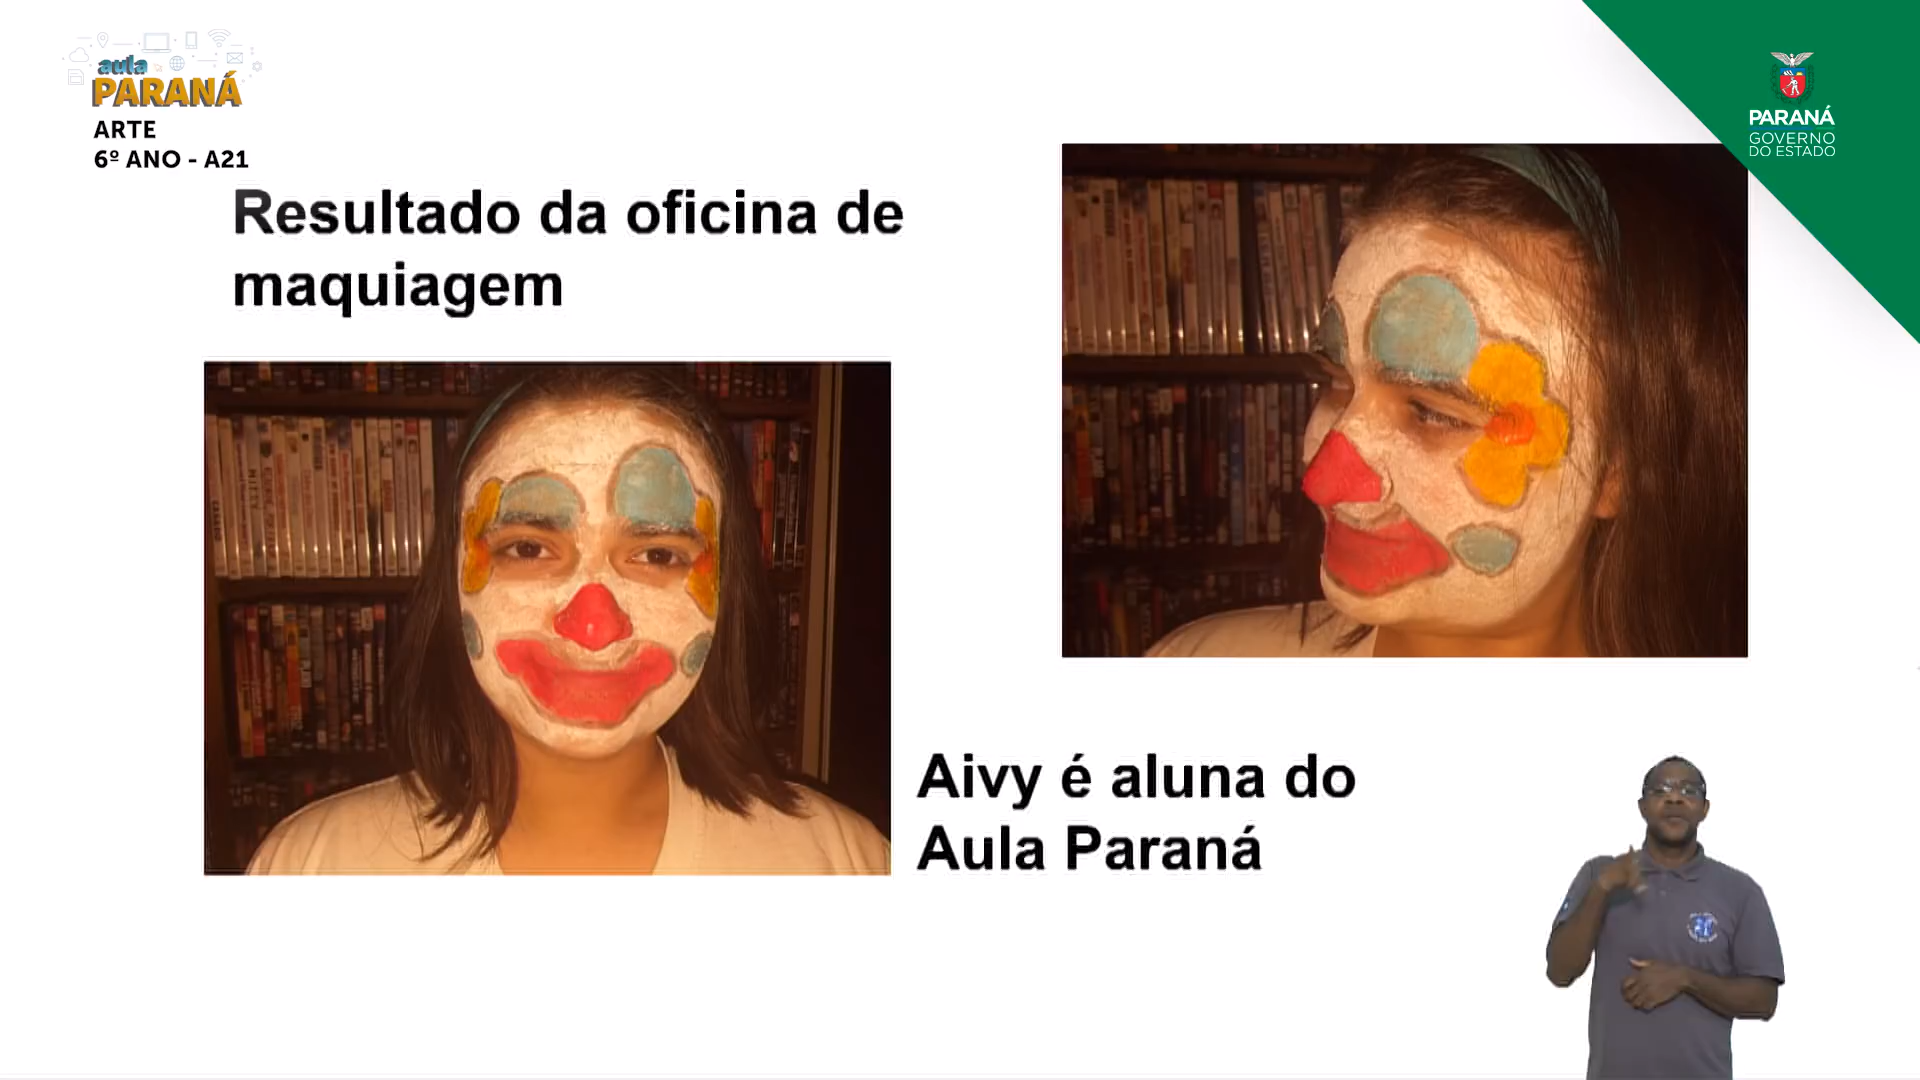 aula
PARANÁ
ARTE
6º ANO - A21
PARANÁ
GOVERNO
DO ESTADO
Resultado da oficina de
maquiagem
Aivy é aluna do
Aula Paraná